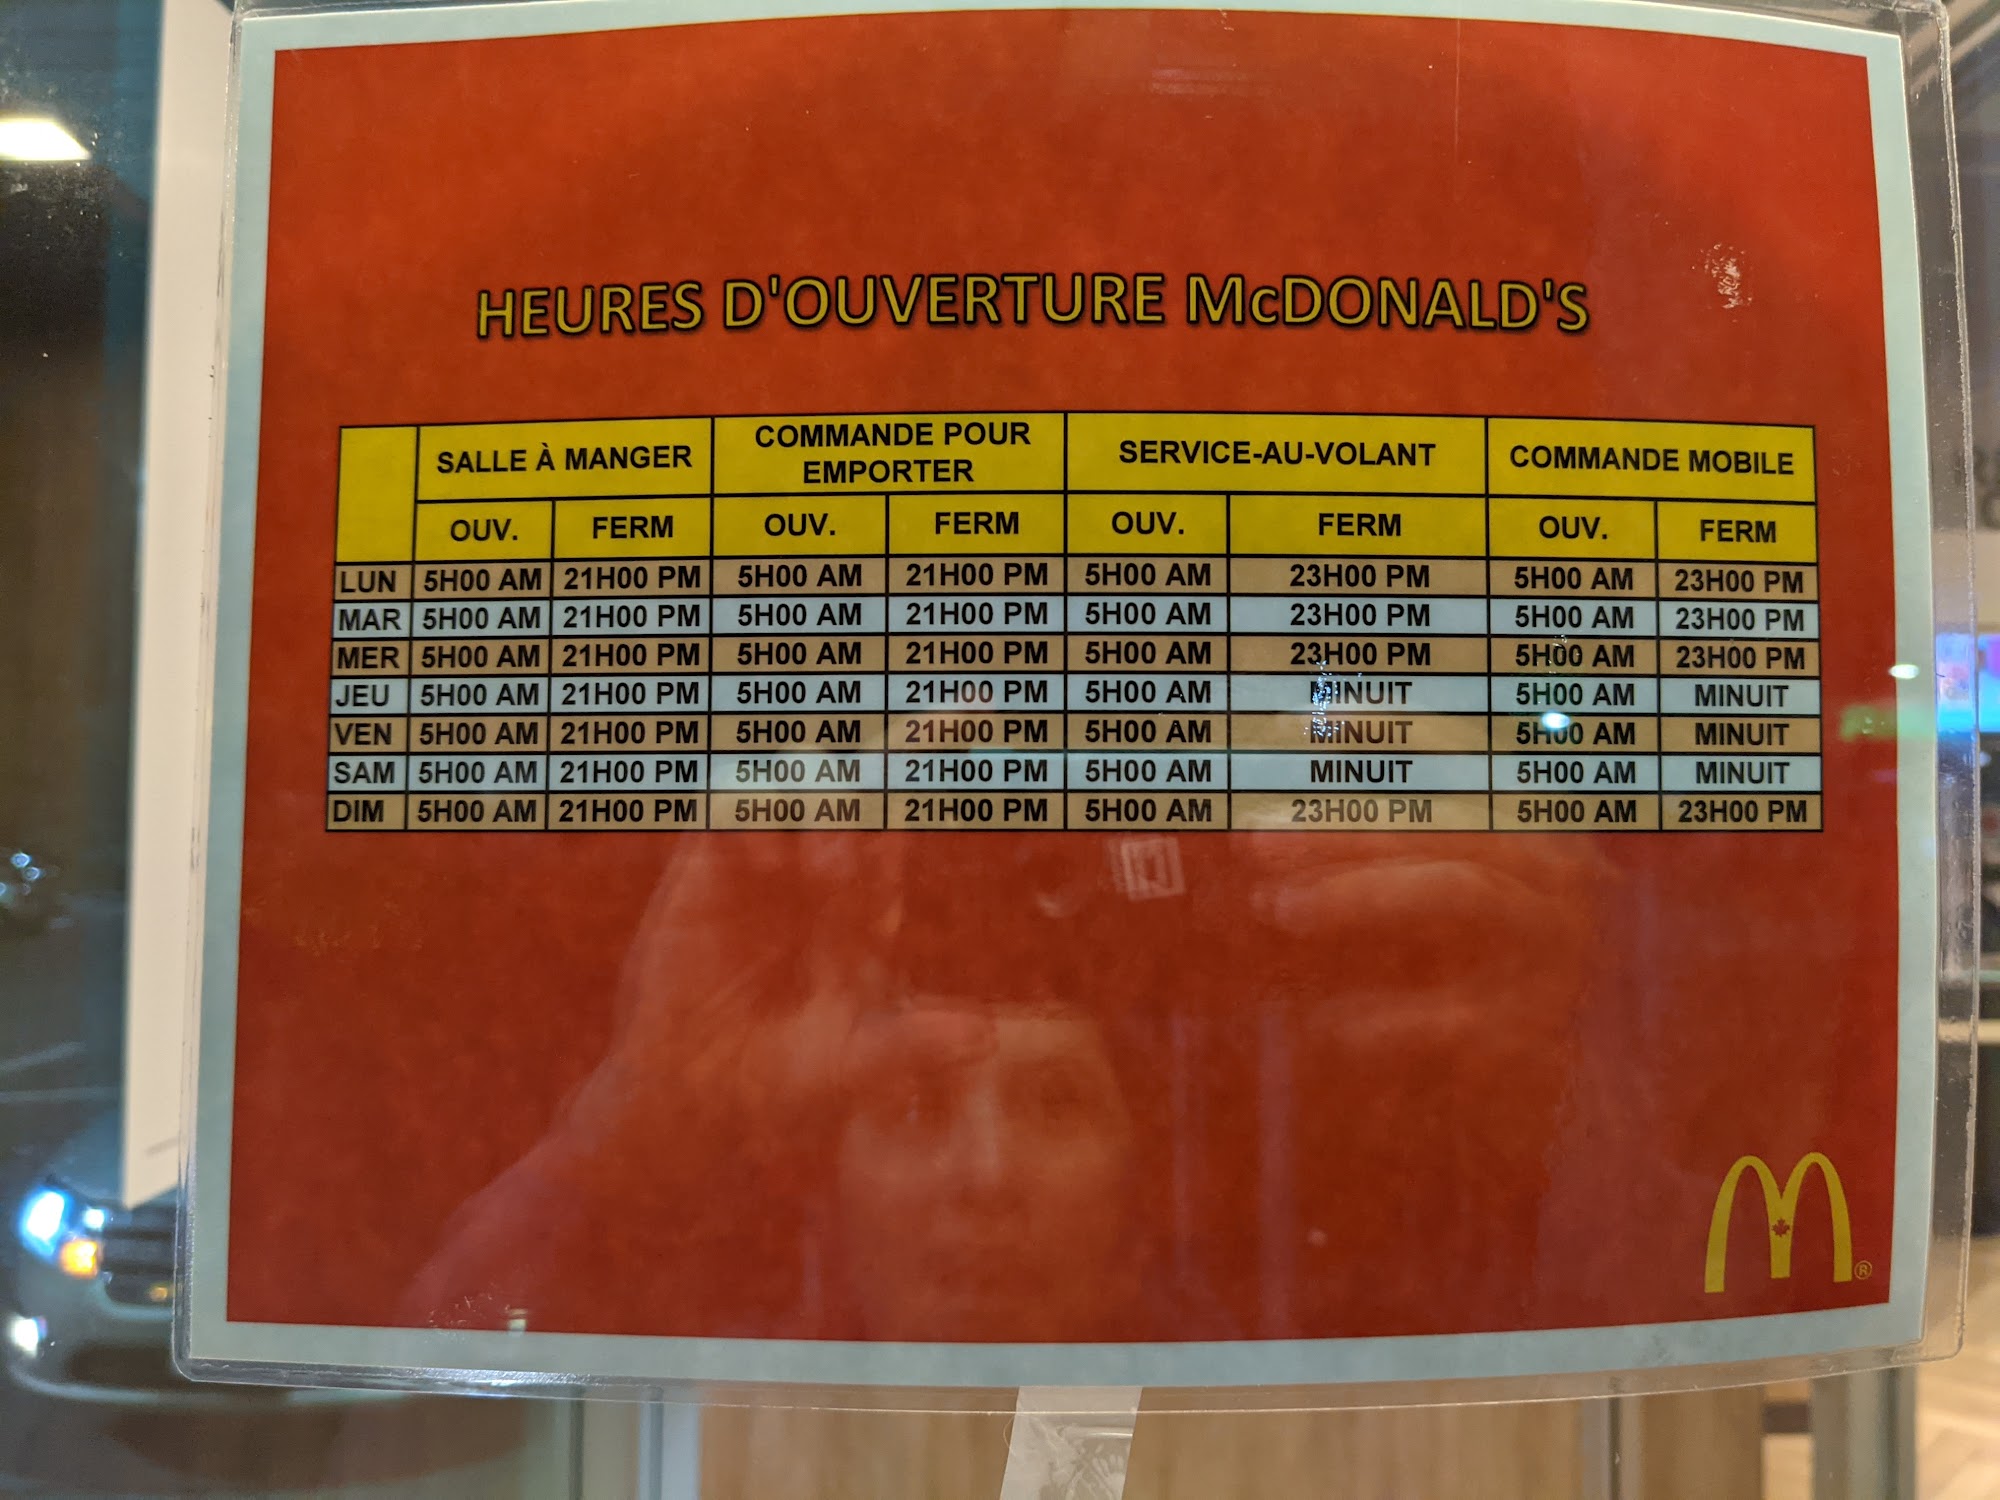 HEURES D'OUVERTURE McDONALD'S
SALLE À MANGER COMMANDE POUR EMPORTER SERVICE-AU-VOLANT COMMANDE MOBILE
OUV. FERM OUV. FERM OUV. FERM OUV. FERM
LUN 5H00 AM 21H00 PM 5H00 AM 21H00 PM 5H00 AM 23H00 PM 5H00 AM 23H00 PM
MAR 5H00 AM 21H00 PM 5H00 AM 21H00 PM 5H00 AM 23H00 PM 5H00 AM 23H00 PM
MER 5H00 AM 21H00 PM 5H00 AM 21H00 PM 5H00 AM 23H00 PM 5H00 AM 23H00 PM
JEU 5H00 AM 21H00 PM 5H00 AM 21H00 PM 5H00 AM MINUIT 5H00 AM MINUIT
VEN 5H00 AM 21H00 PM 5H00 AM 21H00 PM 5H00 AM MINUIT 5H00 AM MINUIT
SAM 5H00 AM 21H00 PM 5H00 AM 21H00 PM 5H00 AM MINUIT 5H00 AM MINUIT
DIM 5H00 AM 21H00 PM 5H00 AM 21H00 PM 5H00 AM 23H00 PM 5H00 AM 23H00 PM
M®